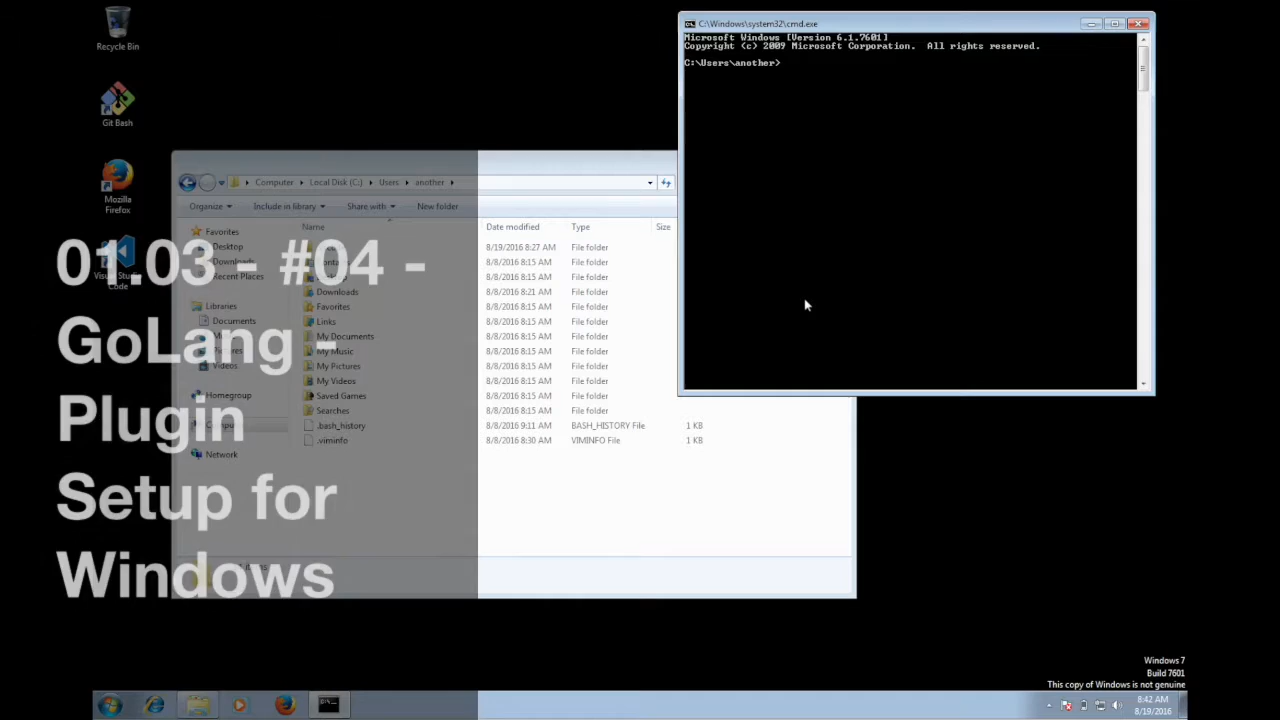 Recycle Bin
Git Bash
Mozilla
Firefox
Visual Studio
Code
C:\Windows\system32\cmd.exe
Microsoft Windows [Version 6.1.7601]
Copyright (c) 2009 Microsoft Corporation.  All rights reserved.
C:\Users\another>
Computer
Local Disk (C:)
Users
another
Organize
Include in library
Share with
New folder
Name
Date modified
Type
Size
Favorites
Desktop
Downloads
Recent Places
Libraries
Documents
Pictures
Videos
Homegroup
Network
8/19/2016 8:27 AM File folder
8/8/2016 8:15 AM File folder
8/8/2016 8:15 AM File folder
Downloads 8/8/2016 8:21 AM File folder
Favorites 8/8/2016 8:15 AM File folder
Links 8/8/2016 8:15 AM File folder
My Documents 8/8/2016 8:15 AM File folder
My Music 8/8/2016 8:15 AM File folder
My Pictures 8/8/2016 8:15 AM File folder
My Videos 8/8/2016 8:15 AM File folder
Saved Games 8/8/2016 8:15 AM File folder
Searches 8/8/2016 8:15 AM File folder
.bash_history 8/8/2016 9:11 AM BASH_HISTORY File 1 KB
.viminfo 8/8/2016 8:30 AM VIMINFO File 1 KB
01.03 - #04 -
GoLang -
Plugin
Setup for
Windows
Windows 7
Build 7601
This copy of Windows is not genuine
8:42 AM
8/19/2016